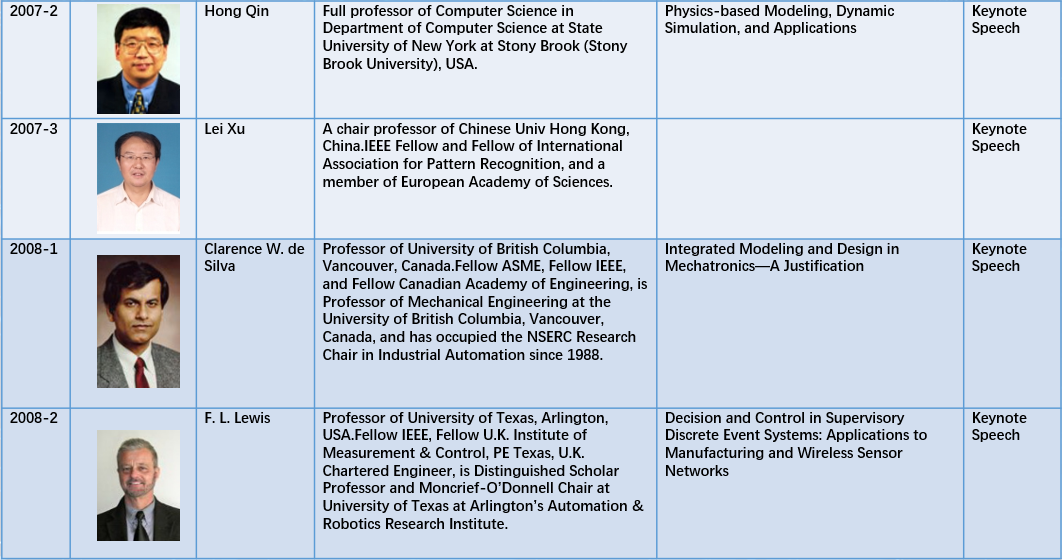 2007-2
Hong Qin
Full professor of Computer Science in
Department of Computer Science at State
University of New York at Stony Brook (Stony
Brook University), USA.
Physics-based Modeling, Dynamic
Simulation, and Applications
Keynote
Speech
2007-3
Lei Xu
A chair professor of Chinese Univ Hong Kong,
China.IEEE Fellow and Fellow of International
Association for Pattern Recognition, and a
member of European Academy of Sciences.
Keynote
Speech
2008-1
Clarence W. de
Silva
Professor of University of British Columbia,
Vancouver, Canada.Fellow ASME, Fellow IEEE,
and Fellow Canadian Academy of Engineering, is
Professor of Mechanical Engineering at the
University of British Columbia, Vancouver,
Canada, and has occupied the NSERC Research
Chair in Industrial Automation since 1988.
Integrated Modeling and Design in
Mechatronics—A Justification
Keynote
Speech
2008-2
F. L. Lewis
Professor of University of Texas, Arlington,
USA.Fellow IEEE, Fellow U.K. Institute of
Measurement & Control, PE Texas, U.K.
Chartered Engineer, is Distinguished Scholar
Professor and Moncrief-O'Donnell Chair at
University of Texas at Arlington's Automation &
Robotics Research Institute.
Decision and Control in Supervisory
Discrete Event Systems: Applications to
Manufacturing and Wireless Sensor
Networks
Keynote
Speech